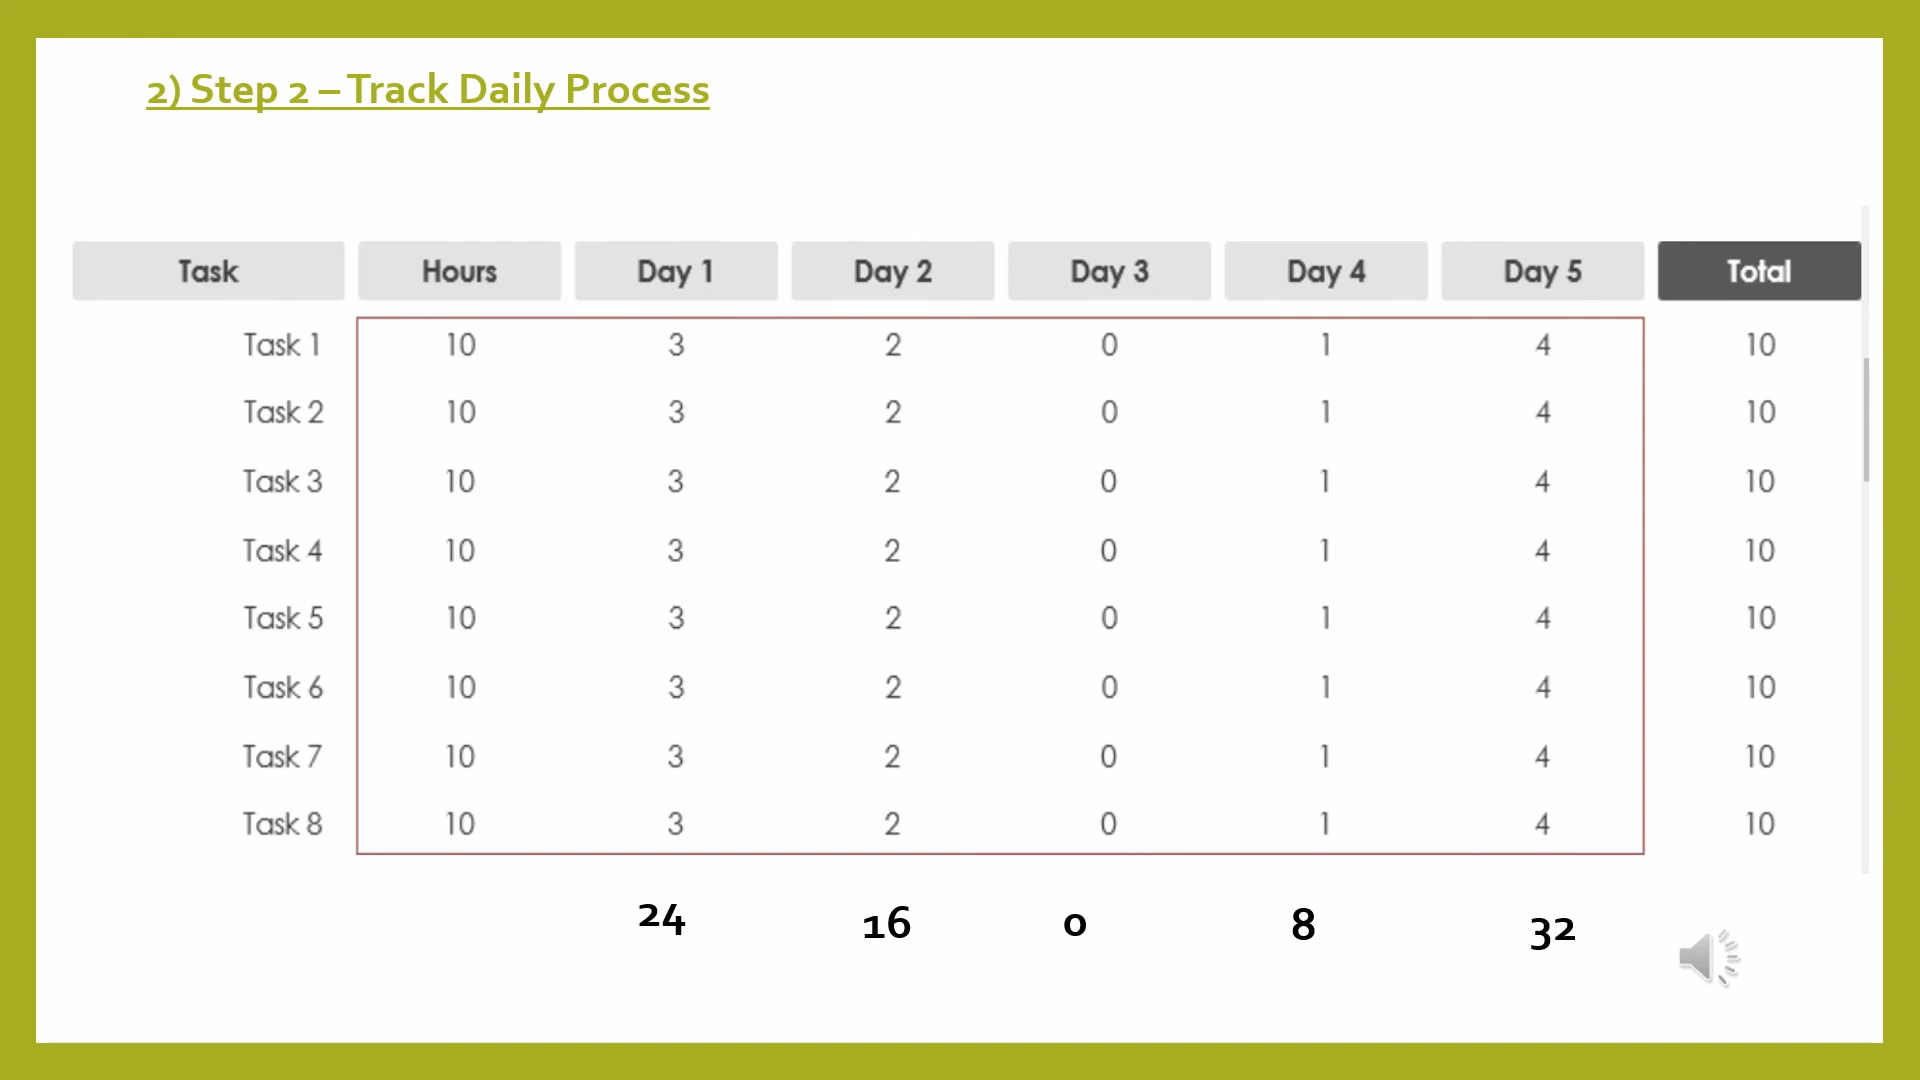 2) Step 2 – Track Daily Process
Task Hours Day 1 Day 2 Day 3 Day 4 Day 5 Total
Task 1 10 3 2 0 1 4 10
Task 2 10 3 2 0 1 4 10
Task 3 10 3 2 0 1 4 10
Task 4 10 3 2 0 1 4 10
Task 5 10 3 2 0 1 4 10
Task 6 10 3 2 0 1 4 10
Task 7 10 3 2 0 1 4 10
Task 8 10 3 2 0 1 4 10
24 16 0 8 32